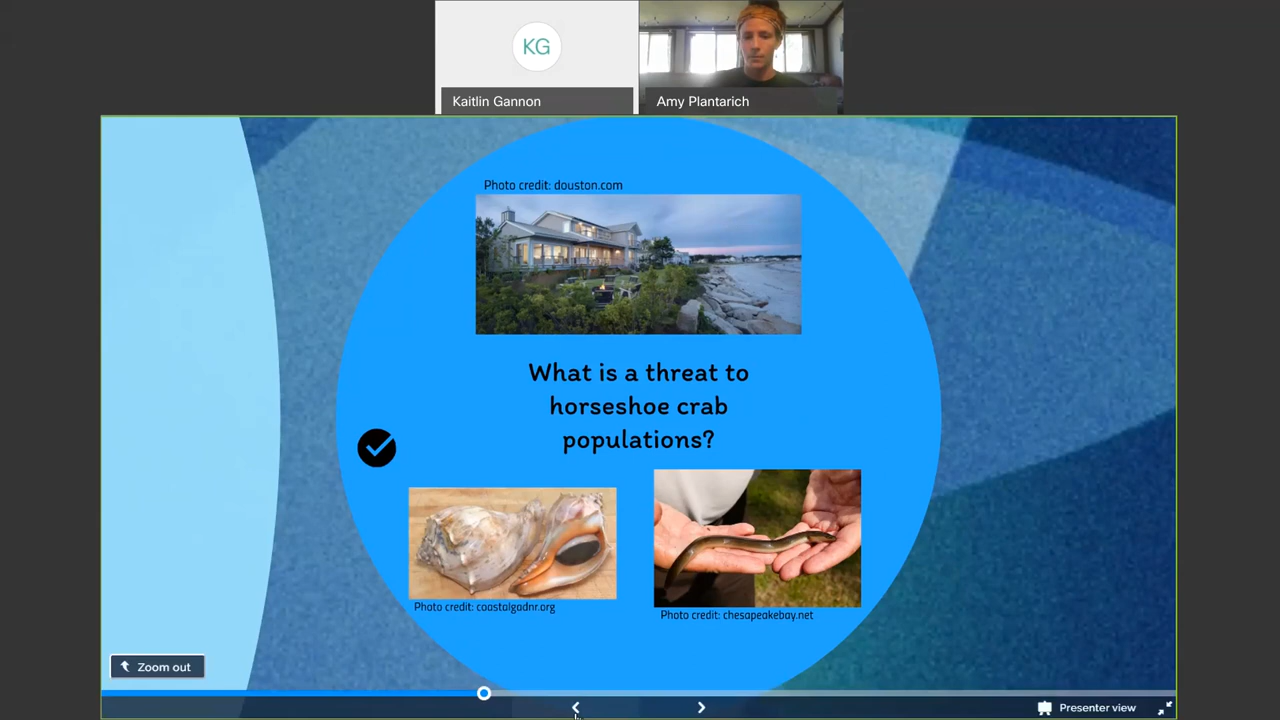 KG
Kaitlin Gannon
Amy Plantarich
Photo credit: douston.com
What is a threat to
horseshoe crab
populations?
Photo credit: coastalgadnr.org
Photo credit: chesapeakebay.net
Zoom out
Presenter view